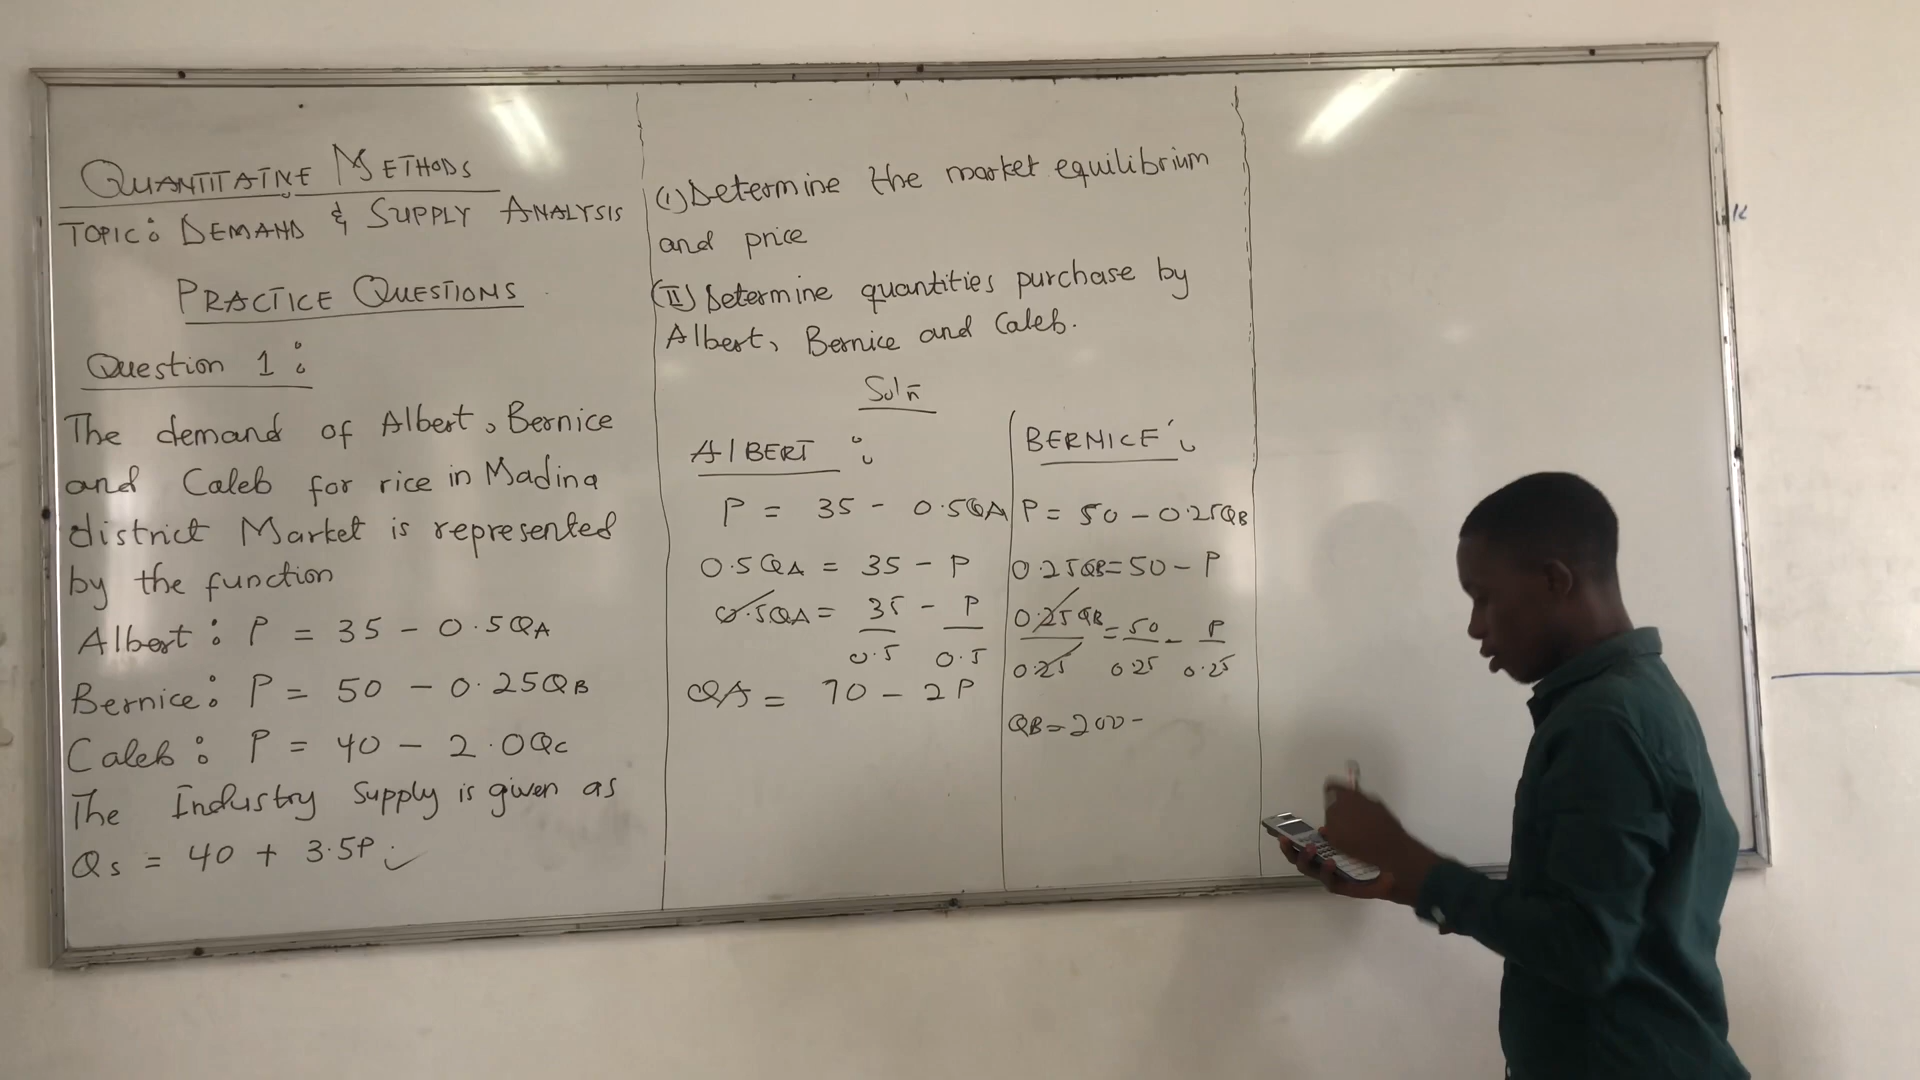 QUANTITATIVE METHODS
TOPIC: DEMAND & SUPPLY ANALYSIS
PRACTICE QUESTIONS
Question 1:
The demand of Albert, Bernice
and Caleb for rice in Madina
district Market is represented
by the function
Albert: P = 35 - 0.5QA
Bernice: P = 50 - 0.25QB
Caleb: P = 40 - 2.0Qc
The Industry Supply is given as
Qs = 40 + 3.5P
(i) Determine the market equilibrium
and price
(II) Determine quantities purchase by
Albert, Bernice and Caleb.
Soln
ALBERT:
P = 35 - 0.5QA
0.5QA = 35 - P
0.5QA = 35 - P
0.5 0.5
QA = 70 - 2P
BERNICE:
P = 50 - 0.25QB
0.25QB = 50 - P
0.25QB = 50 - P
0.25 0.25 0.25
QB = 200 -